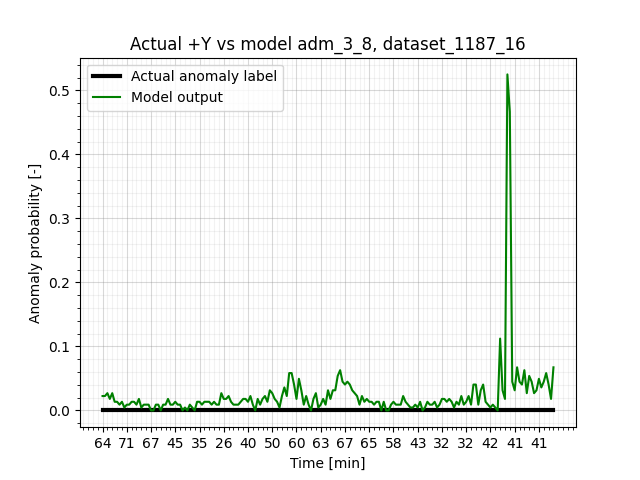 Actual +Y vs model adm_3_8, dataset_1187_16
Actual anomaly label
Model output
Anomaly probability [-]
0.5
0.4
0.3
0.2
0.1
0.0
64 71 67 45 35 26 40 50 60 63 67 65 58 43 32 32 42 41 41
Time [min]